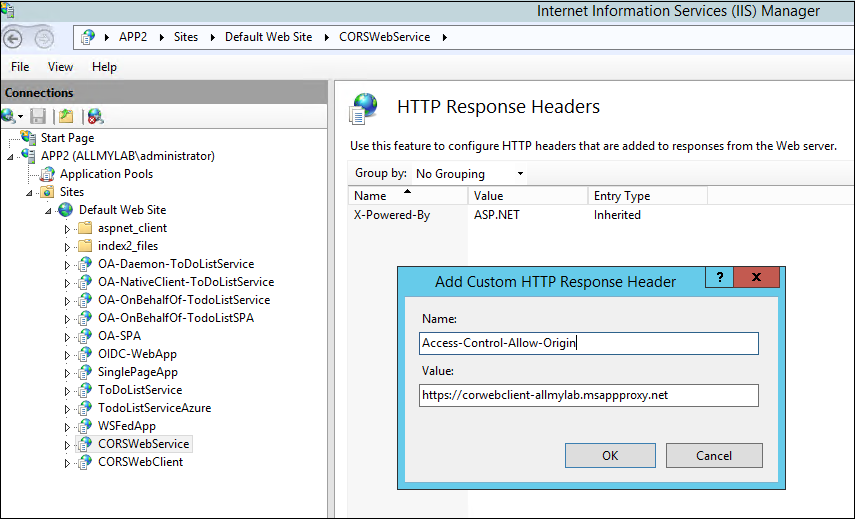 Internet Information Services (IIS) Manager
APP2 Sites Default Web Site CORSWebService
File View Help
Connections
Start Page
APP2 (ALLMYLAB\administrator)
Application Pools
Sites
Default Web Site
aspnet_client
index2_files
OA-Daemon-ToDoListService
OA-NativeClient-ToDoListService
OA-OnBehalfOf-TodoListService
OA-OnBehalfOf-TodoListSPA
OA-SPA
OIDC-WebApp
SinglePageApp
ToDoListService
TodoListServiceAzure
WSFedApp
CORSWebService
CORSWebClient
HTTP Response Headers
Use this feature to configure HTTP headers that are added to responses from the Web server.
Group by: No Grouping
Name Value Entry Type
X-Powered-By ASP.NET Inherited
Add Custom HTTP Response Header ? X
Name:
Access-Control-Allow-Origin
Value:
https://corwebclient-allmylab.msappproxy.net
OK Cancel